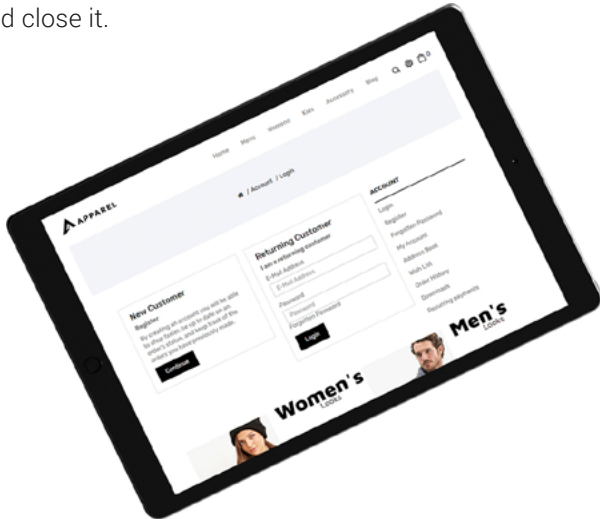 d close it.
APPAREL
Home Mens Womens Kids Accessory Blog
/ Account / Login
New Customer
Register
By creating an account you will be able
to shop faster, be up to date on an
order's status, and keep track of the
orders you have previously made.
Continue
Returning Customer
I am a returning customer
E-Mail Address
E-Mail Address
Password
Password
Forgotten Password
Login
ACCOUNT
Login
Register
Forgotten Password
My Account
Address Book
Wish List
Order History
Downloads
Recurring payments
Women's
Looks
Men's
Looks